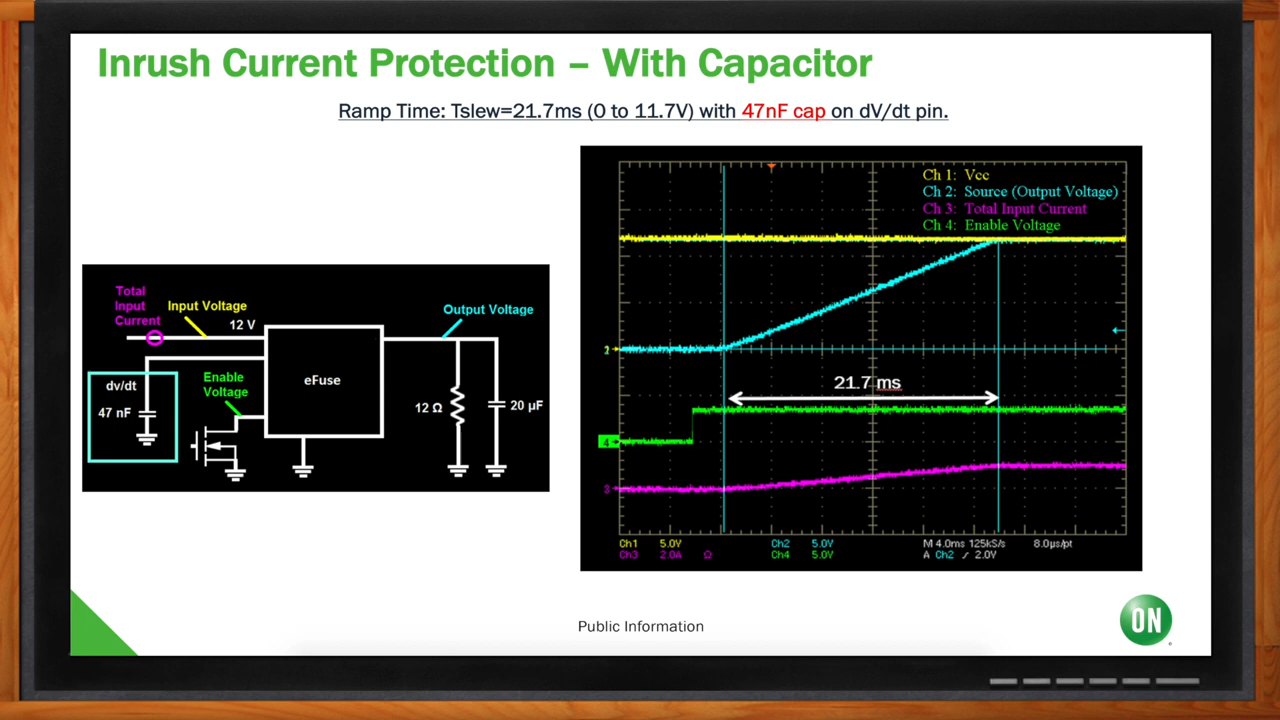 Inrush Current Protection – With Capacitor
Ramp Time: Tslew=21.7ms (0 to 11.7V) with 47nF cap on dV/dt pin.
Total
Input
Current
Input Voltage
12 V
Output Voltage
dv/dt
47 nF
Enable
Voltage
eFuse
12 Ω
20 µF
Ch 1: Vcc
Ch 2: Source (Output Voltage)
Ch 3: Total Input Current
Ch 4: Enable Voltage
2
21.7 ms
4
3
Ch1 5.0V Ch2 5.0V M 4.0ms 125kS/s 8.0µs/pt
Ch3 2.0A Ω Ch4 5.0V A Ch2 ⁄ 2.0V
Public Information
ON